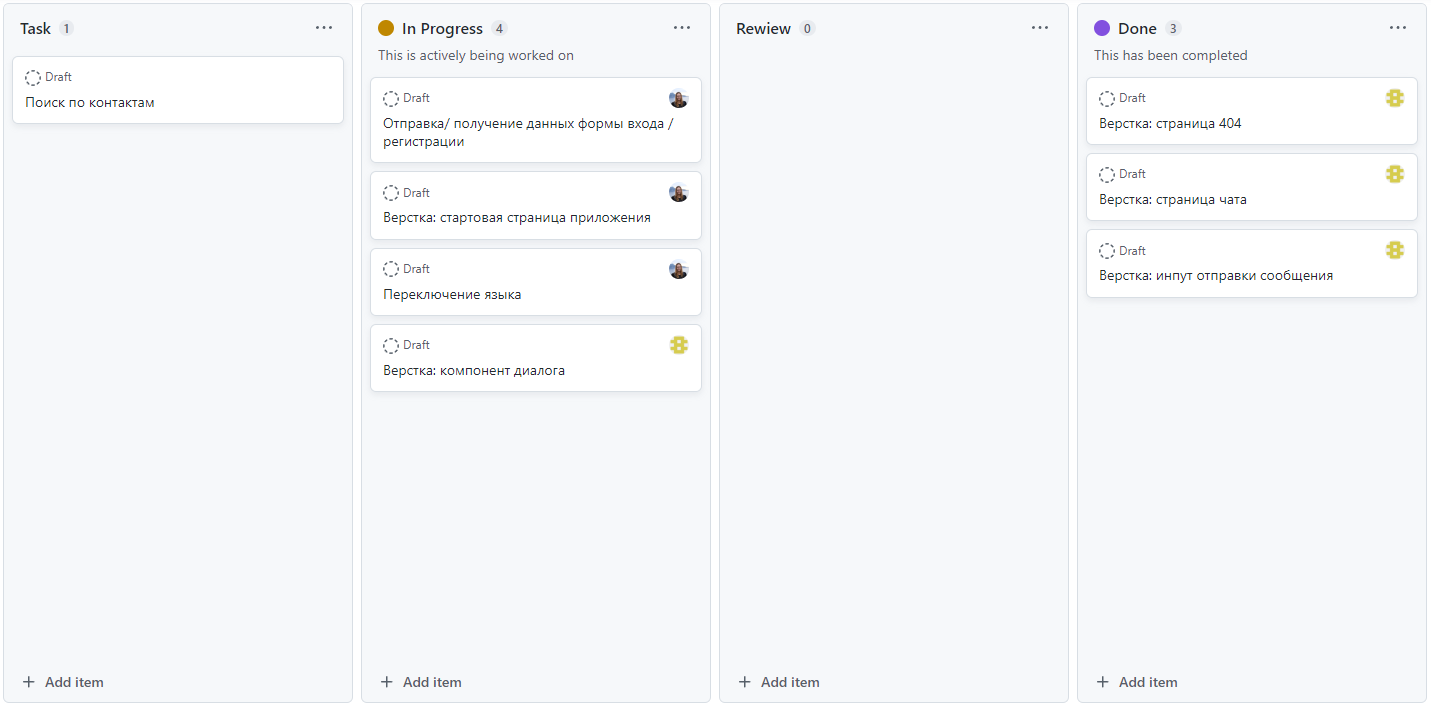 Task 1
Draft
Поиск по контактам
Add item
In Progress 4
This is actively being worked on
Draft
Отправка/ получение данных формы входа /
регистрации
Draft
Верстка: стартовая страница приложения
Draft
Переключение языка
Draft
Верстка: компонент диалога
Add item
Rewiew 0
Add item
Done 3
This has been completed
Draft
Верстка: страница 404
Draft
Верстка: страница чата
Draft
Верстка: инпут отправки сообщения
Add item